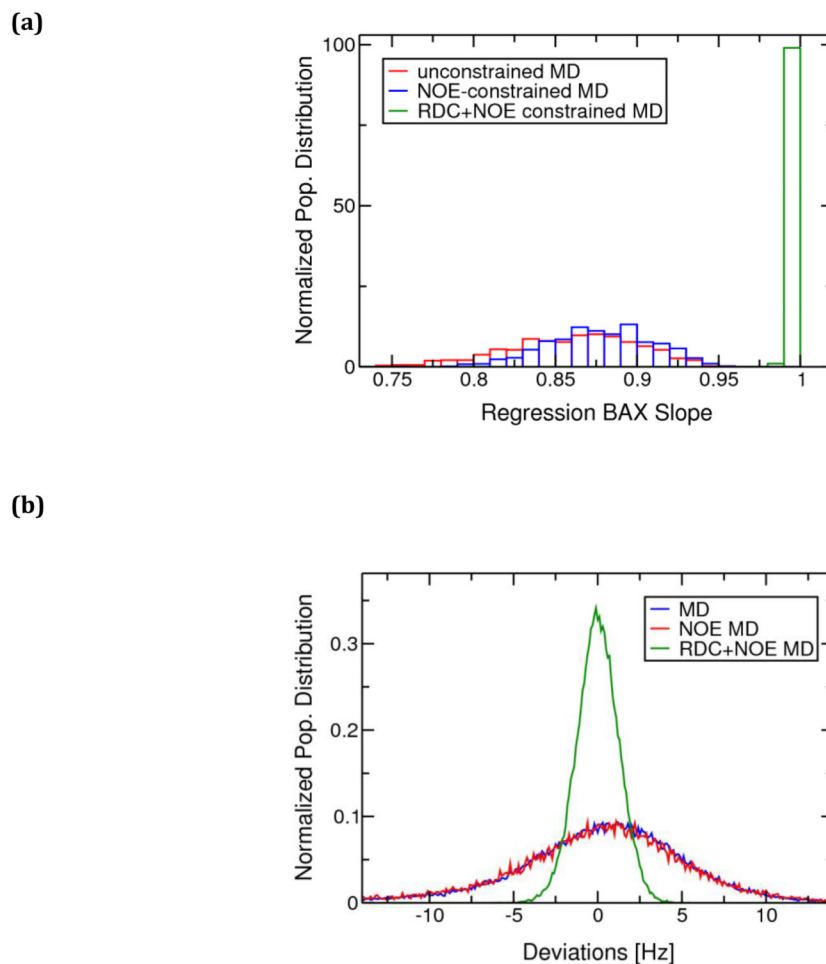 (a)
100
50
0
Normalized Pop. Distribution
unconstrained MD
NOE-constrained MD
RDC+NOE constrained MD
0.75 0.8 0.85 0.9 0.95 1
Regression BAX Slope
(b)
0.3
0.2
0.1
0
Normalized Pop. Distribution
MD
NOE MD
RDC+NOE MD
-10 -5 0 5 10
Deviations [Hz]